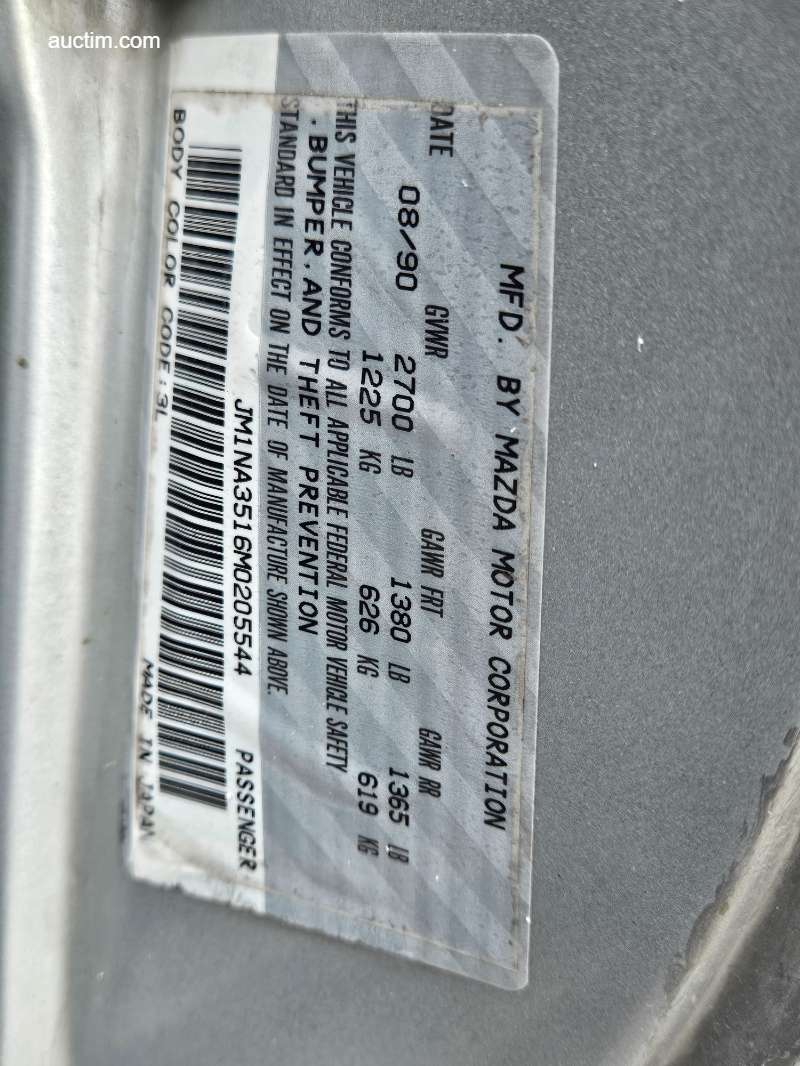 auctim.com
MFD. BY MAZDA MOTOR CORPORATION
DATE GVWR GAWR FRT GAWR RR
08/90 2700 LB 1380 LB 1365 LB
1225 KG 626 KG 619 KG
THIS VEHICLE CONFORMS TO ALL APPLICABLE FEDERAL MOTOR VEHICLE SAFETY
. BUMPER, AND THEFT PREVENTION
STANDARD IN EFFECT ON THE DATE OF MANUFACTURE SHOWN ABOVE.
JM1NA3516M0205544 PASSENGER
BODY COLOR CODE:3L MADE IN JAPAN